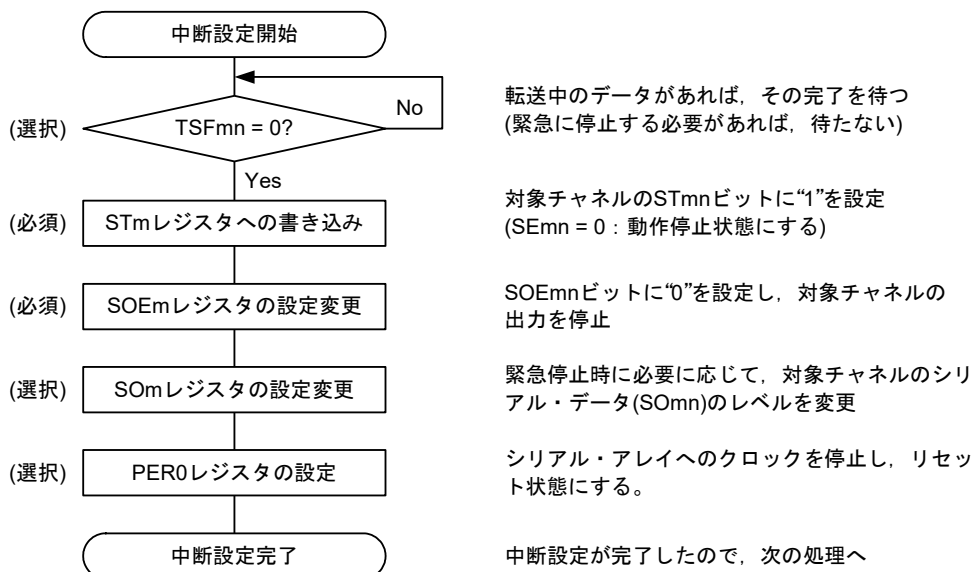 中断設定開始
No
(選択)
TSFmn = 0?
転送中のデータがあれば，その完了を待つ
(緊急に停止する必要があれば，待たない)
Yes
(必須)
STmレジスタへの書き込み
対象チャネルのSTmnビットに“1”を設定
(SEmn = 0：動作停止状態にする)
(必須)
SOEmレジスタの設定変更
SOEmnビットに“0”を設定し，対象チャネルの
出力を停止
(選択)
SOmレジスタの設定変更
緊急停止時に必要に応じて，対象チャネルのシリ
アル・データ(SOmn)のレベルを変更
(選択)
PER0レジスタの設定
シリアル・アレイへのクロックを停止し，リセッ
ト状態にする。
中断設定完了
中断設定が完了したので，次の処理へ